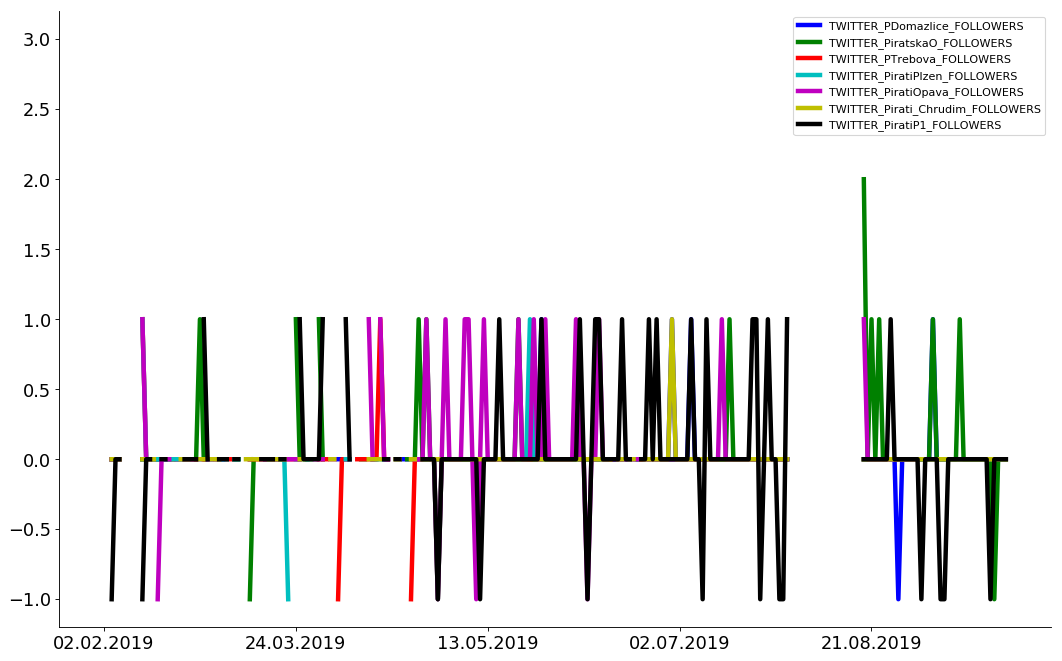 TWITTER_PDomazlice_FOLLOWERS
TWITTER_PiratskaO_FOLLOWERS
TWITTER_PTrebova_FOLLOWERS
TWITTER_PiratiPlzen_FOLLOWERS
TWITTER_PiratiOpava_FOLLOWERS
TWITTER_Pirati_Chrudim_FOLLOWERS
TWITTER_PiratiP1_FOLLOWERS
3.0
2.5
2.0
1.5
1.0
0.5
0.0
−0.5
−1.0
02.02.2019 24.03.2019 13.05.2019 02.07.2019 21.08.2019